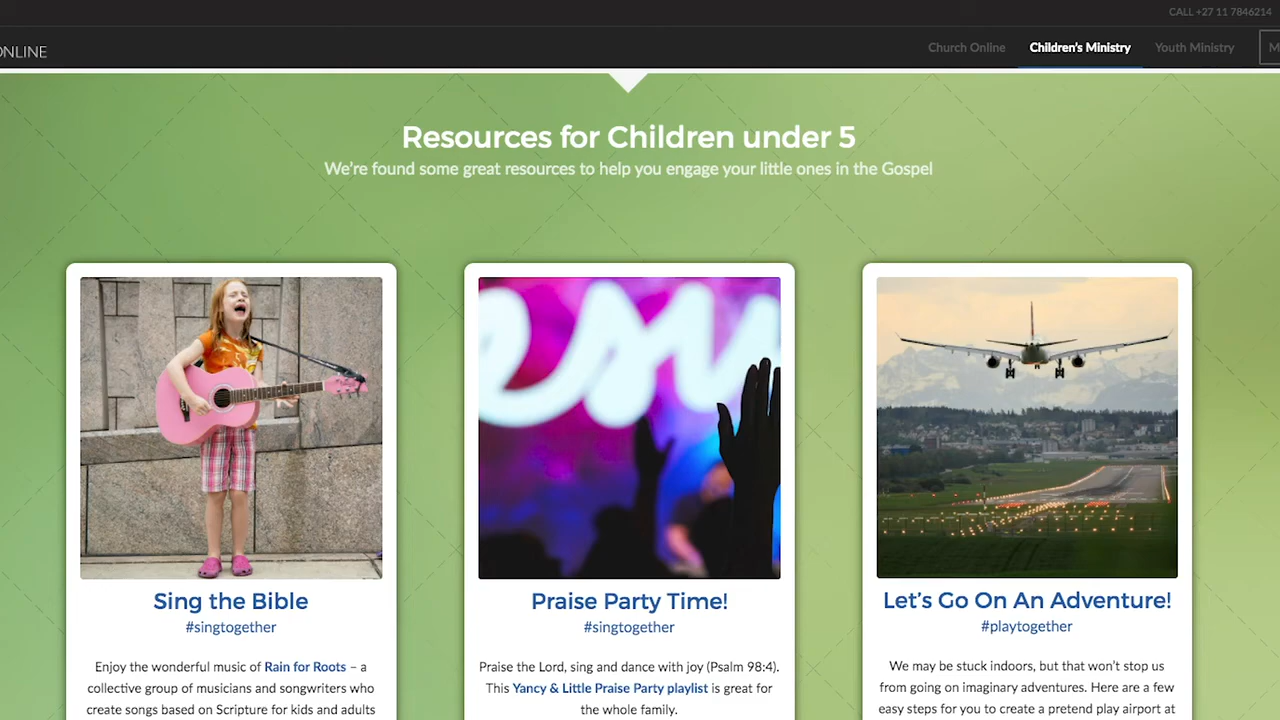 CALL +27 11 7846214
ONLINE
Church Online
Children's Ministry
Youth Ministry
Resources for Children under 5
We're found some great resources to help you engage your little ones in the Gospel
Sing the Bible
#singtogether
Enjoy the wonderful music of Rain for Roots – a
collective group of musicians and songwriters who
create songs based on Scripture for kids and adults
Praise Party Time!
#singtogether
Praise the Lord, sing and dance with joy (Psalm 98:4).
This Yancy & Little Praise Party playlist is great for
the whole family.
Let's Go On An Adventure!
#playtogether
We may be stuck indoors, but that won't stop us
from going on imaginary adventures. Here are a few
easy steps for you to create a pretend play airport at